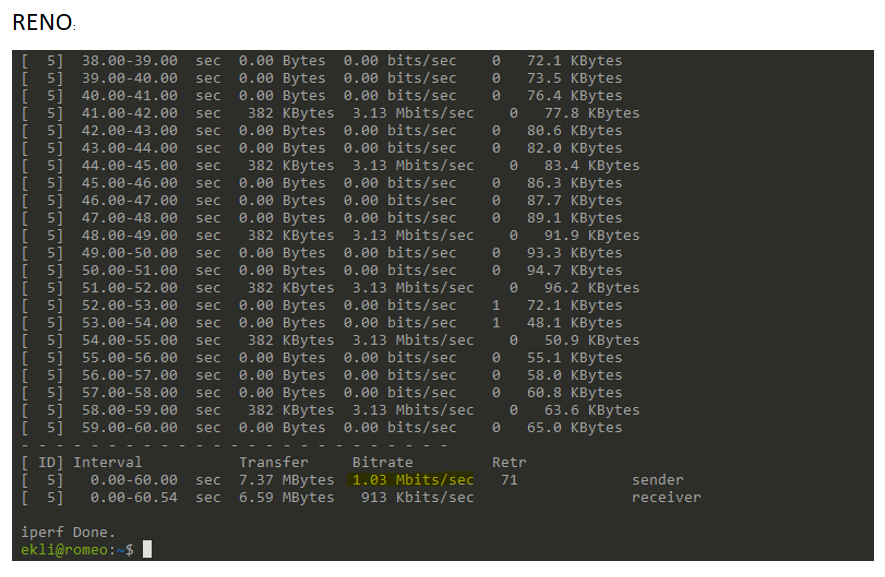 RENO:
[  5]  38.00-39.00  sec  0.00 Bytes  0.00 bits/sec    0   72.1 KBytes
[  5]  39.00-40.00  sec  0.00 Bytes  0.00 bits/sec    0   73.5 KBytes
[  5]  40.00-41.00  sec  0.00 Bytes  0.00 bits/sec    0   76.4 KBytes
[  5]  41.00-42.00  sec   382 KBytes  3.13 Mbits/sec    0   77.8 KBytes
[  5]  42.00-43.00  sec  0.00 Bytes  0.00 bits/sec    0   80.6 KBytes
[  5]  43.00-44.00  sec  0.00 Bytes  0.00 bits/sec    0   82.0 KBytes
[  5]  44.00-45.00  sec   382 KBytes  3.13 Mbits/sec    0   83.4 KBytes
[  5]  45.00-46.00  sec  0.00 Bytes  0.00 bits/sec    0   86.3 KBytes
[  5]  46.00-47.00  sec  0.00 Bytes  0.00 bits/sec    0   87.7 KBytes
[  5]  47.00-48.00  sec  0.00 Bytes  0.00 bits/sec    0   89.1 KBytes
[  5]  48.00-49.00  sec   382 KBytes  3.13 Mbits/sec    0   91.9 KBytes
[  5]  49.00-50.00  sec  0.00 Bytes  0.00 bits/sec    0   93.3 KBytes
[  5]  50.00-51.00  sec  0.00 Bytes  0.00 bits/sec    0   94.7 KBytes
[  5]  51.00-52.00  sec   382 KBytes  3.13 Mbits/sec    0   96.2 KBytes
[  5]  52.00-53.00  sec  0.00 Bytes  0.00 bits/sec    1   72.1 KBytes
[  5]  53.00-54.00  sec  0.00 Bytes  0.00 bits/sec    1   48.1 KBytes
[  5]  54.00-55.00  sec   382 KBytes  3.13 Mbits/sec    0   50.9 KBytes
[  5]  55.00-56.00  sec  0.00 Bytes  0.00 bits/sec    0   55.1 KBytes
[  5]  56.00-57.00  sec  0.00 Bytes  0.00 bits/sec    0   58.0 KBytes
[  5]  57.00-58.00  sec  0.00 Bytes  0.00 bits/sec    0   60.8 KBytes
[  5]  58.00-59.00  sec   382 KBytes  3.13 Mbits/sec    0   63.6 KBytes
[  5]  59.00-60.00  sec  0.00 Bytes  0.00 bits/sec    0   65.0 KBytes
- - - - - - - - - - - - - - - - - - - - - - - - -
[ ID] Interval           Transfer     Bitrate         Retr
[  5]   0.00-60.00  sec  7.37 MBytes  1.03 Mbits/sec   71             sender
[  5]   0.00-60.54  sec  6.59 MBytes   913 Kbits/sec                  receiver
iperf Done.
ekli@romeo:~$